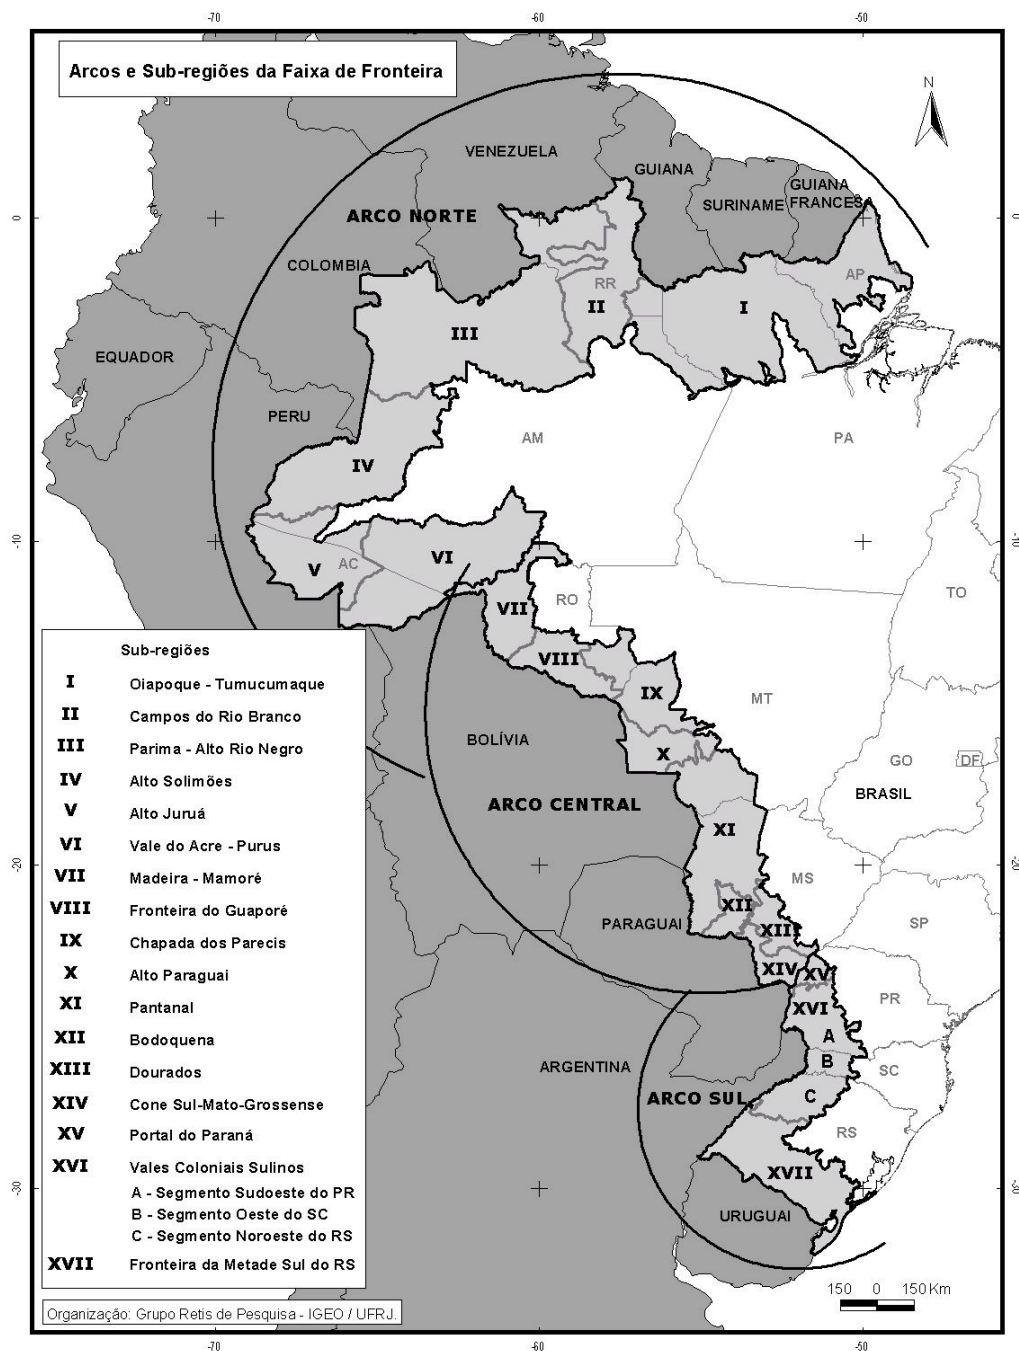 -70
-60
-50
Arcos e Sub-regiões da Faixa de Fronteira
N
VENEZUELA
GUIANA
GUIANA
FRANCESA
SURINAME
ARCO NORTE
0
0
COLOMBIA
RR
AP
II
I
III
EQUADOR
PERU
AM
PA
IV
-10
-10
V
AC
VI
VII
RO
TO
VIII
IX
MT
BOLÍVIA
X
GO
DF
BRASIL
ARCO CENTRAL
XI
-20
MS
XII
PARAGUAI
XIII
SP
XIV
XV
XVI
PR
A
B
SC
ARGENTINA
ARCO SUL
C
RS
XVII
-30
-30
URUGUAI
Sub-regiões
I Oiapoque - Tumucumaque
II Campos do Rio Branco
III Parima - Alto Rio Negro
IV Alto Solimões
V Alto Juruá
VI Vale do Acre - Purus
VII Madeira - Mamoré
VIII Fronteira do Guaporé
IX Chapada dos Parecis
X Alto Paraguai
XI Pantanal
XII Bodoquena
XIII Dourados
XIV Cone Sul-Mato-Grossense
XV Portal do Paraná
XVI Vales Coloniais Sulinos
A - Segmento Sudoeste do PR
B - Segmento Oeste do SC
C - Segmento Noroeste do RS
XVII Fronteira da Metade Sul do RS
150 0 150 Km
Organização: Grupo Retis de Pesquisa - IGEO / UFRJ.
-70
-60
-50